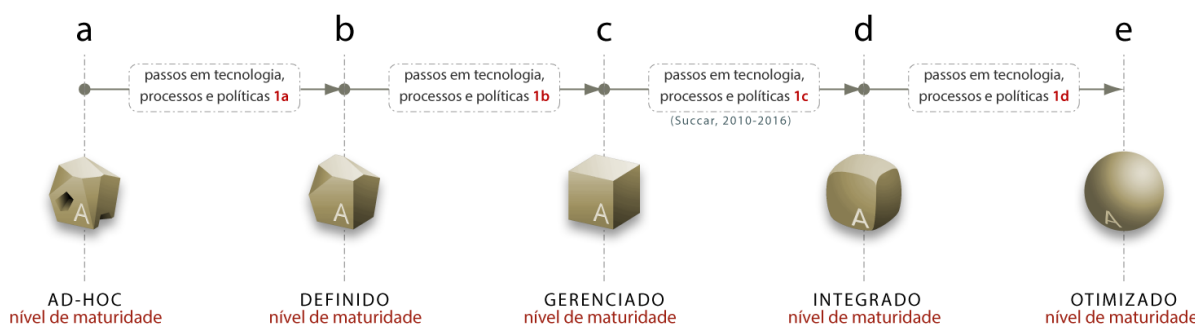 a
b
c
d
e
passos em tecnologia,
processos e políticas 1a
passos em tecnologia,
processos e políticas 1b
passos em tecnologia,
processos e políticas 1c
(Succar, 2010-2016)
passos em tecnologia,
processos e políticas 1d
A
A
A
A
A
AD-HOC
nível de maturidade
DEFINIDO
nível de maturidade
GERENCIADO
nível de maturidade
INTEGRADO
nível de maturidade
OTIMIZADO
nível de maturidade